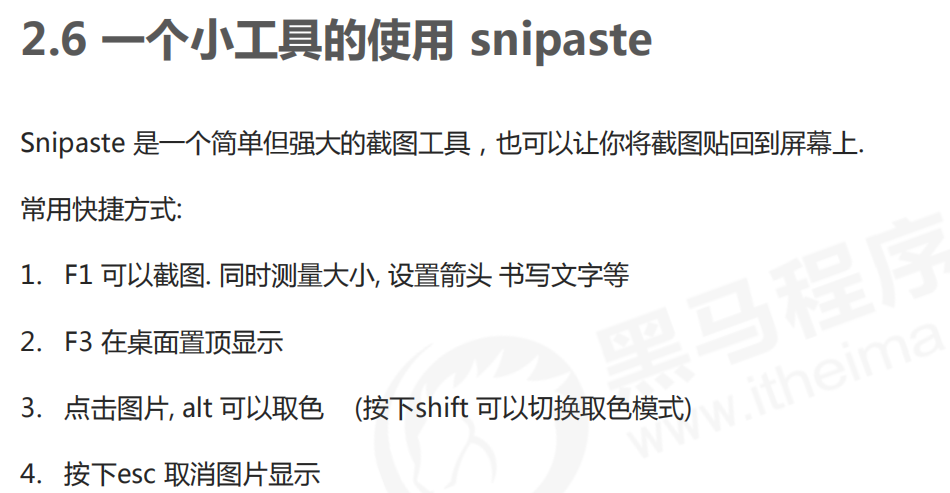 2.6 一个小工具的使用 snipaste
Snipaste 是一个简单但强大的截图工具，也可以让你将截图贴回到屏幕上.
常用快捷方式:
1. F1 可以截图. 同时测量大小, 设置箭头 书写文字等
2. F3 在桌面置顶显示
3. 点击图片, alt 可以取色 (按下shift 可以切换取色模式)
4. 按下esc 取消图片显示
黑马程序
www.itheima